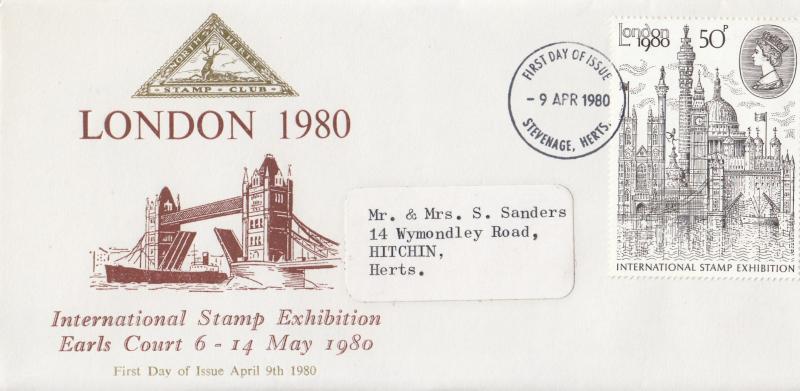 NORTH HERTS
STAMP · CLUB
LONDON 1980
International Stamp Exhibition
Earls Court 6 - 14 May 1980
First Day of Issue April 9th 1980
FIRST DAY OF ISSUE
- 9 APR 1980
STEVENAGE, HERTS.
Mr. & Mrs. S. Sanders
14 Wymondley Road,
HITCHIN,
Herts.
London
1980
50P
INTERNATIONAL STAMP EXHIBITION